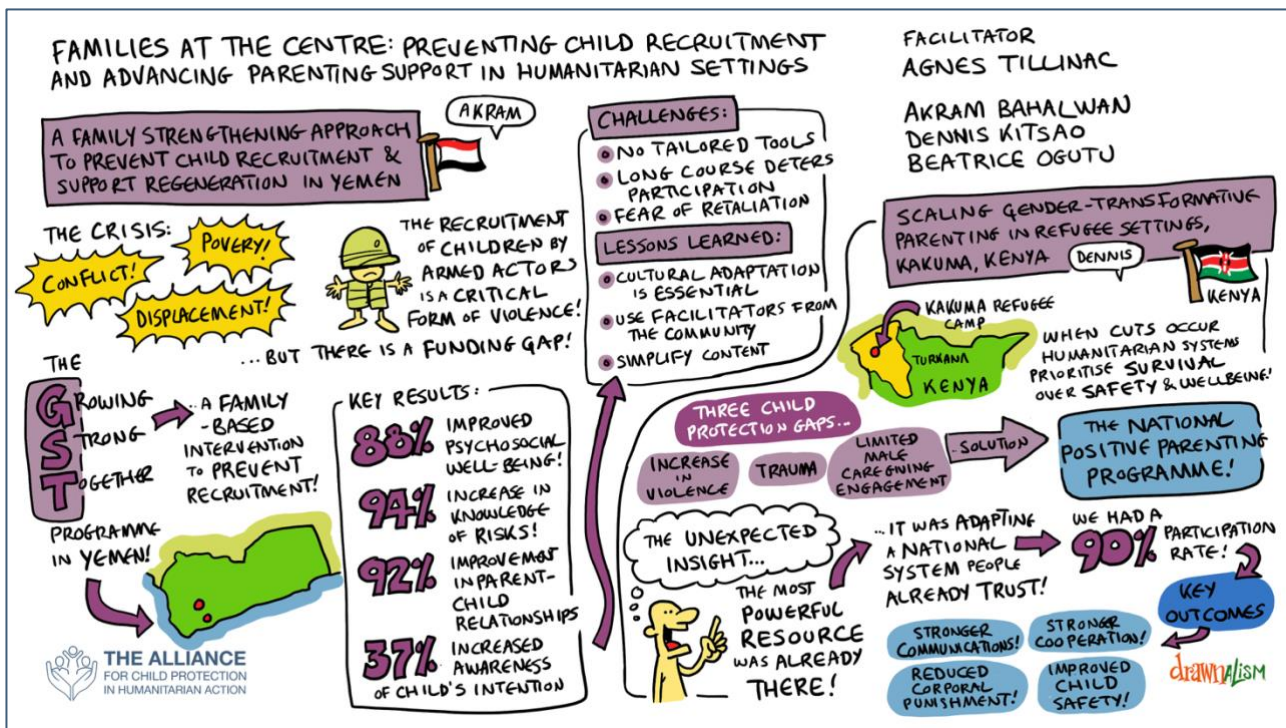 FAMILIES AT THE CENTRE: PREVENTING CHILD RECRUITMENT
AND ADVANCING PARENTING SUPPORT IN HUMANITARIAN SETTINGS
FACILITATOR
AGNES TILLINAC
AKRAM BAHALWAN
DENNIS KITSAO
BEATRICE OGUTU
A FAMILY STRENGTHENING APPROACH
TO PREVENT CHILD RECRUITMENT &
SUPPORT REGENERATION IN YEMEN
AKRAM
THE CRISIS:
CONFLICT!
POVERY!
DISPLACEMENT!
THE RECRUITMENT
OF CHILDREN BY
ARMED ACTORS
IS A CRITICAL
FORM OF VIOLENCE!
...BUT THERE IS A FUNDING GAP!
THE
GROWING
STRONG
TOGETHER
PROGRAMME
IN YEMEN!
...A FAMILY
-BASED
INTERVENTION
TO PREVENT
RECRUITMENT!
KEY RESULTS:
88% IMPROVED
PSYCHOSOCIAL
WELL-BEING!
94% INCREASE IN
KNOWLEDGE
OF RISKS!
92% IMPROVEMENT
IN PARENT-
CHILD
RELATIONSHIPS
37% INCREASED
AWARENESS
OF CHILD'S INTENTION
CHALLENGES:
NO TAILORED TOOLS
LONG COURSE DETERS
PARTICIPATION
FEAR OF RETALIATION
LESSONS LEARNED:
CULTURAL ADAPTATION
IS ESSENTIAL
USE FACILITATORS FROM
THE COMMUNITY
SIMPLIFY CONTENT
SCALING GENDER-TRANSFORMATIVE
PARENTING IN REFUGEE SETTINGS,
KAKUMA, KENYA
DENNIS
KENYA
KAKUMA REFUGEE
CAMP
TURKANA
KENYA
WHEN CUTS OCCUR
HUMANITARIAN SYSTEMS
PRIORITISE SURVIVAL
OVER SAFETY & WELLBEING!
THREE CHILD
PROTECTION GAPS...
INCREASE
IN
VIOLENCE
TRAUMA
LIMITED
MALE
CAREGIVING
ENGAGEMENT
SOLUTION
THE NATIONAL
POSITIVE PARENTING
PROGRAMME!
THE UNEXPECTED
INSIGHT...
THE MOST
POWERFUL
RESOURCE
WAS ALREADY
THERE!
...IT WAS ADAPTING
A NATIONAL
SYSTEM PEOPLE
ALREADY TRUST!
WE HAD A
90% PARTICIPATION
RATE!
KEY
OUTCOMES
STRONGER
COMMUNICATIONS!
STRONGER
COOPERATION!
REDUCED
CORPORAL
PUNISHMENT!
IMPROVED
CHILD
SAFETY!
THE ALLIANCE
FOR CHILD PROTECTION
IN HUMANITARIAN ACTION
drawnalism